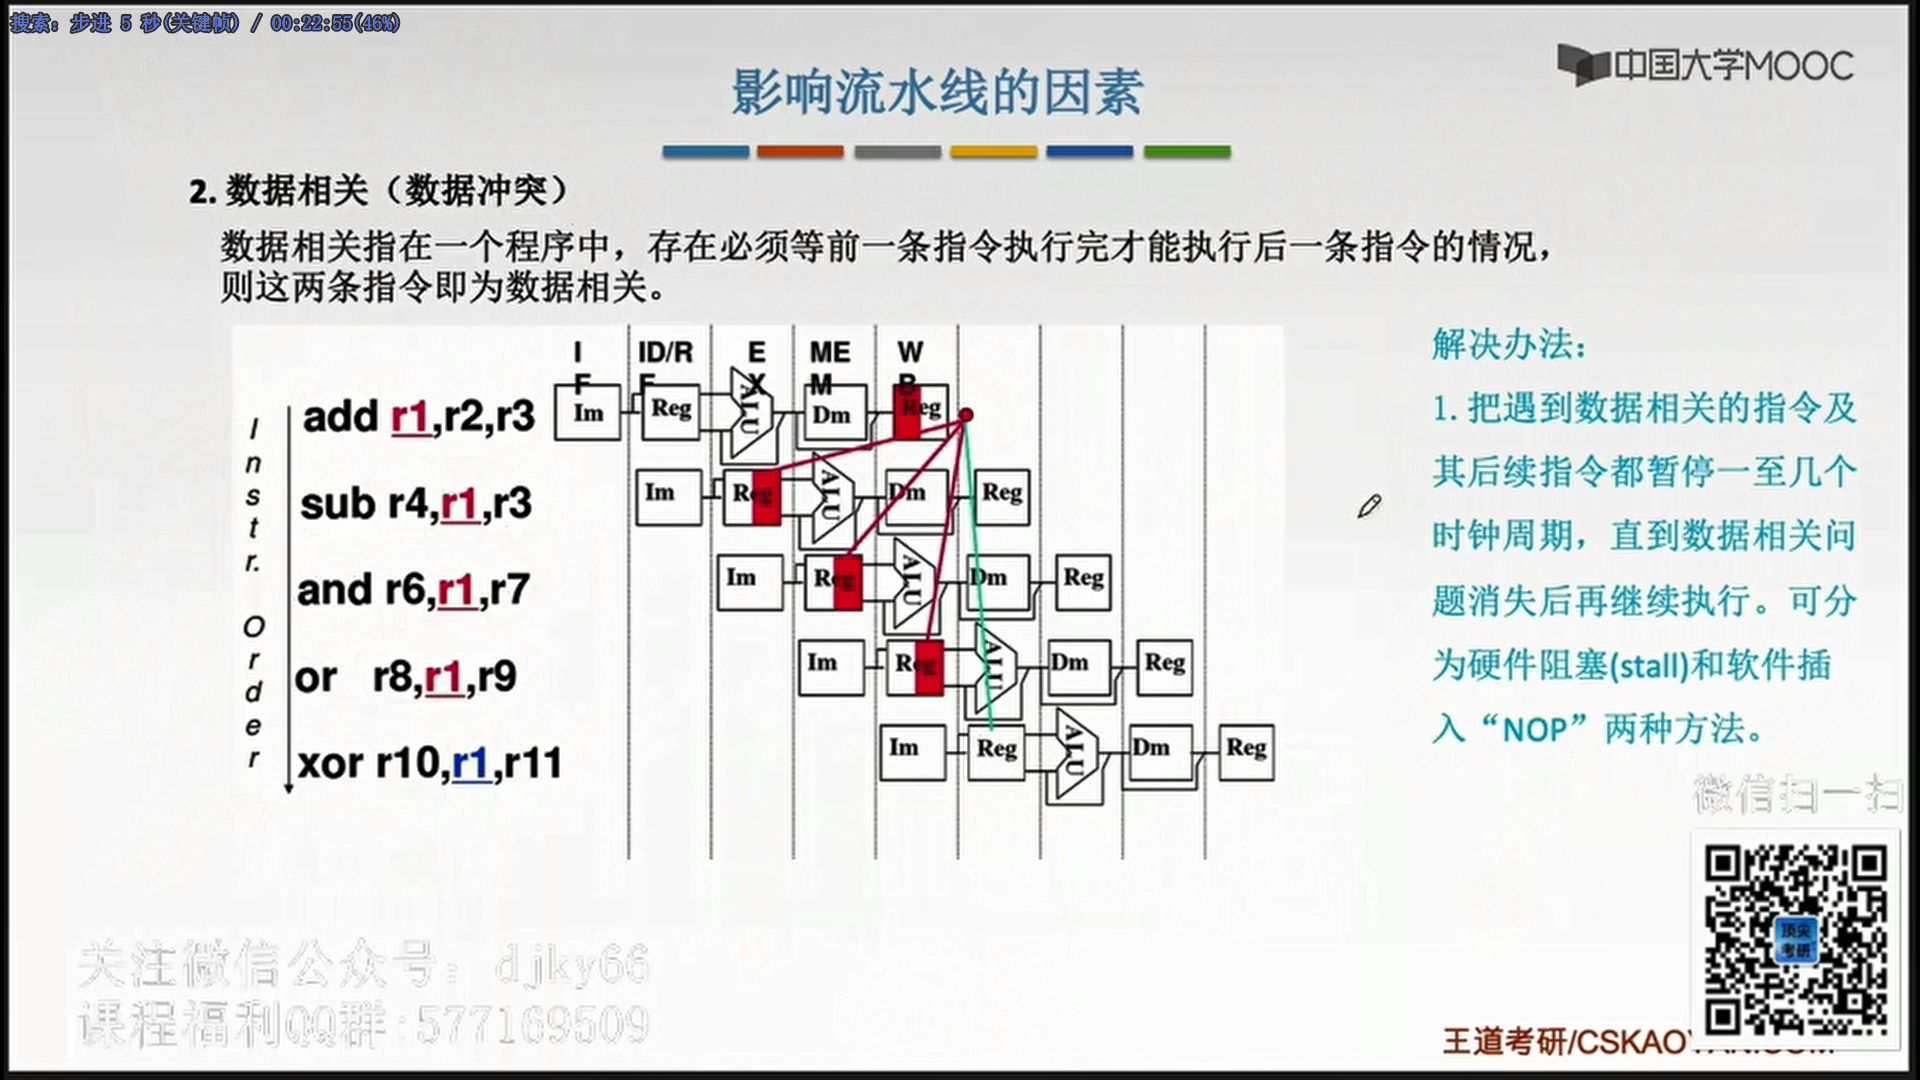 搜索: 步进 5 秒(关键帧) / 00:22:55(46%)
中国大学MOOC
影响流水线的因素
2. 数据相关（数据冲突）
数据相关指在一个程序中，存在必须等前一条指令执行完才能执行后一条指令的情况，
则这两条指令即为数据相关。
IF ID/RF EX MEM WB
Instr. Order
add r1,r2,r3 Im Reg ALU Dm Reg
sub r4,r1,r3 Im Reg ALU Dm Reg
and r6,r1,r7 Im Reg ALU Dm Reg
or r8,r1,r9 Im Reg ALU Dm Reg
xor r10,r1,r11 Im Reg ALU Dm Reg
解决办法：
1. 把遇到数据相关的指令及
其后续指令都暂停一至几个
时钟周期，直到数据相关问
题消失后再继续执行。可分
为硬件阻塞(stall)和软件插
入“NOP”两种方法。
微信扫一扫
顶尖
考研
关注微信公众号：djky66
课程福利QQ群:577169509
王道考研/CSKAOYAN.COM